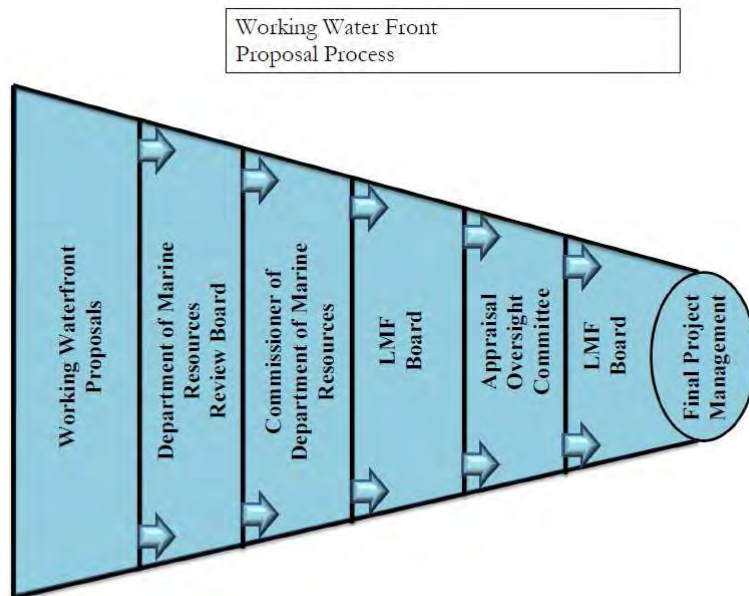 Working Water Front
Proposal Process
Working Waterfront
Proposals
Department of Marine
Resources
Review Board
Commissioner of
Department of Marine
Resources
LMF
Board
Appraisal
Oversight
Committee
LMF
Board
Final Project
Management